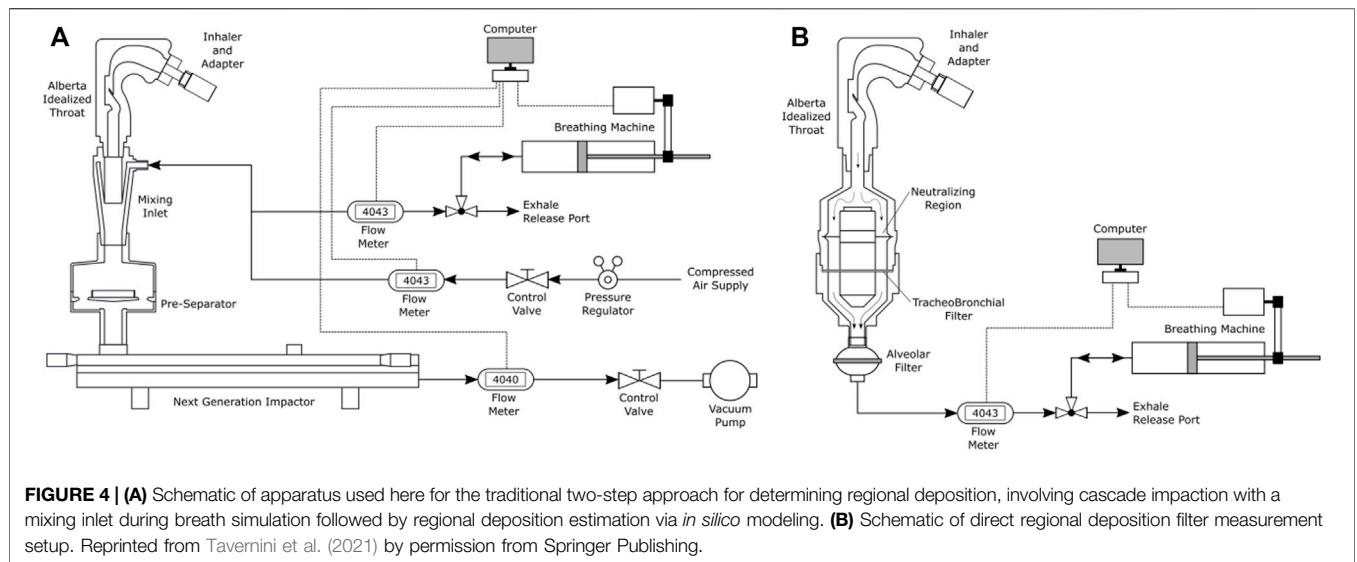 A
Inhaler
and
Adapter
Alberta
Idealized
Throat
Computer
Breathing Machine
Mixing
Inlet
4043
Flow
Meter
Exhale
Release Port
4043
Flow
Meter
Control
Valve
Pressure
Regulator
Compressed
Air Supply
Pre-Separator
Next Generation Impactor
4040
Flow
Meter
Control
Valve
Vacuum
Pump
B
Inhaler
and
Adapter
Alberta
Idealized
Throat
Neutralizing
Region
Computer
TracheoBronchial
Filter
Breathing Machine
Alveolar
Filter
4043
Flow
Meter
Exhale
Release Port
FIGURE 4 | (A) Schematic of apparatus used here for the traditional two-step approach for determining regional deposition, involving cascade impaction with a
mixing inlet during breath simulation followed by regional deposition estimation via in silico modeling. (B) Schematic of direct regional deposition filter measurement
setup. Reprinted from Tavernini et al. (2021) by permission from Springer Publishing.